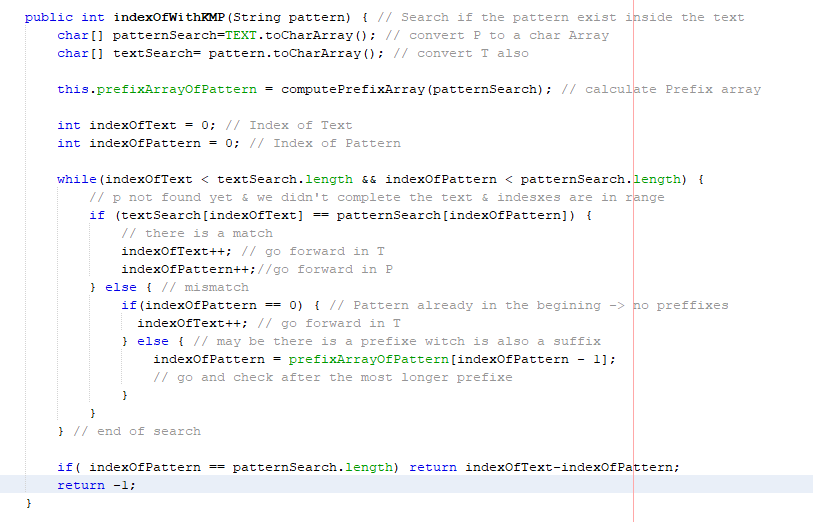 public int indexOfWithKMP(String pattern) { // Search if the pattern exist inside the text
char[] patternSearch=TEXT.toCharArray(); // convert P to a char Array
char[] textSearch= pattern.toCharArray(); // convert T also
this.prefixArrayOfPattern = computePrefixArray(patternSearch); // calculate Prefix array
int indexOfText = 0; // Index of Text
int indexOfPattern = 0; // Index of Pattern
while(indexOfText < textSearch.length && indexOfPattern < patternSearch.length) {
// p not found yet & we didn't complete the text & indesxes are in range
if (textSearch[indexOfText] == patternSearch[indexOfPattern]) {
// there is a match
indexOfText++; // go forward in T
indexOfPattern++;//go forward in P
} else { // mismatch
if(indexOfPattern == 0) { // Pattern already in the begining -> no preffixes
indexOfText++; // go forward in T
} else { // may be there is a prefixe witch is also a suffix
indexOfPattern = prefixArrayOfPattern[indexOfPattern - 1];
// go and check after the most longer prefixe
}
}
} // end of search
if( indexOfPattern == patternSearch.length) return indexOfText-indexOfPattern;
return -1;
}